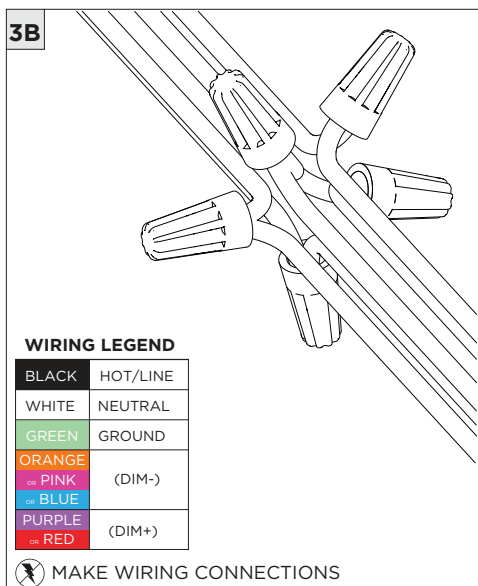 3B
WIRING LEGEND
BLACK HOT/LINE
WHITE NEUTRAL
GREEN GROUND
ORANGE
OR PINK (DIM-)
OR BLUE
PURPLE
OR RED (DIM+)
MAKE WIRING CONNECTIONS